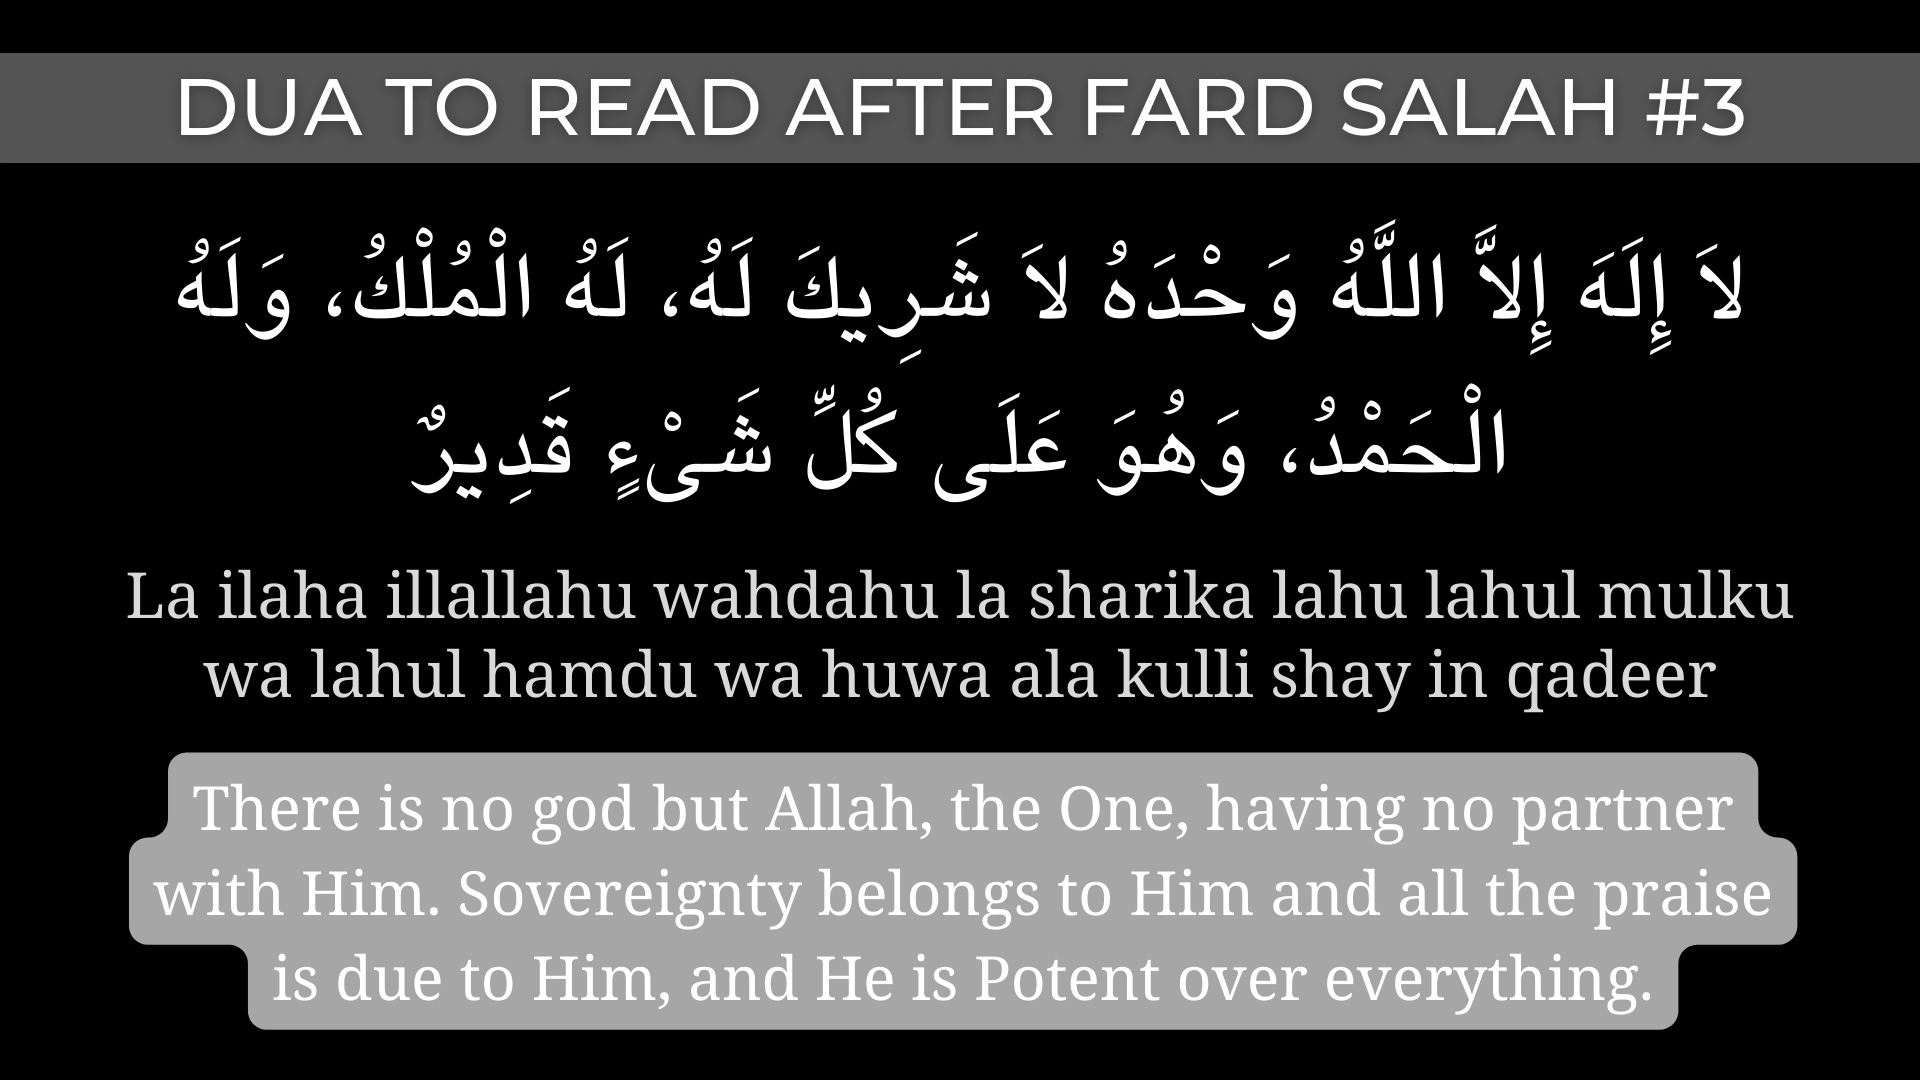 DUA TO READ AFTER FARD SALAH #3
لاَ إِلَهَ إِلاَّ اللَّهُ وَحْدَهُ لاَ شَرِيكَ لَهُ، لَهُ الْمُلْكُ، وَلَهُ
الْحَمْدُ، وَهُوَ عَلَى كُلِّ شَىْءٍ قَدِيرٌ
La ilaha illallahu wahdahu la sharika lahu lahul mulku
wa lahul hamdu wa huwa ala kulli shay in qadeer
There is no god but Allah, the One, having no partner
with Him. Sovereignty belongs to Him and all the praise
is due to Him, and He is Potent over everything.